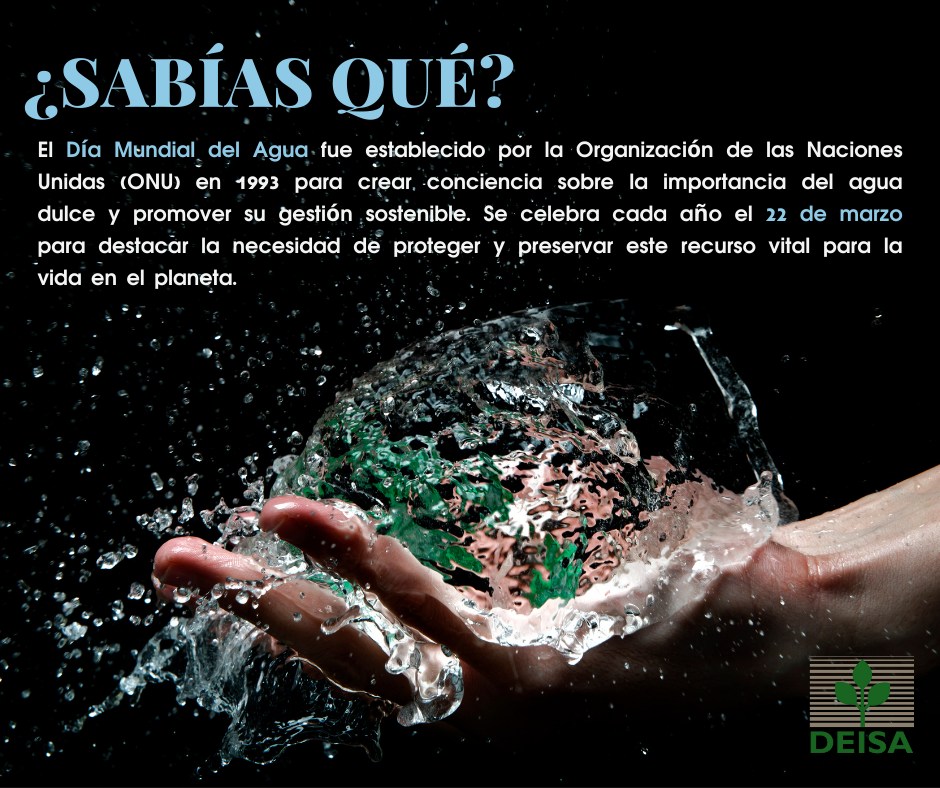 ¿SABÍAS QUÉ?
El Día Mundial del Agua fue establecido por la Organización de las Naciones
Unidas (ONU) en 1993 para crear conciencia sobre la importancia del agua
dulce y promover su gestión sostenible. Se celebra cada año el 22 de marzo
para destacar la necesidad de proteger y preservar este recurso vital para la
vida en el planeta.
DEISA